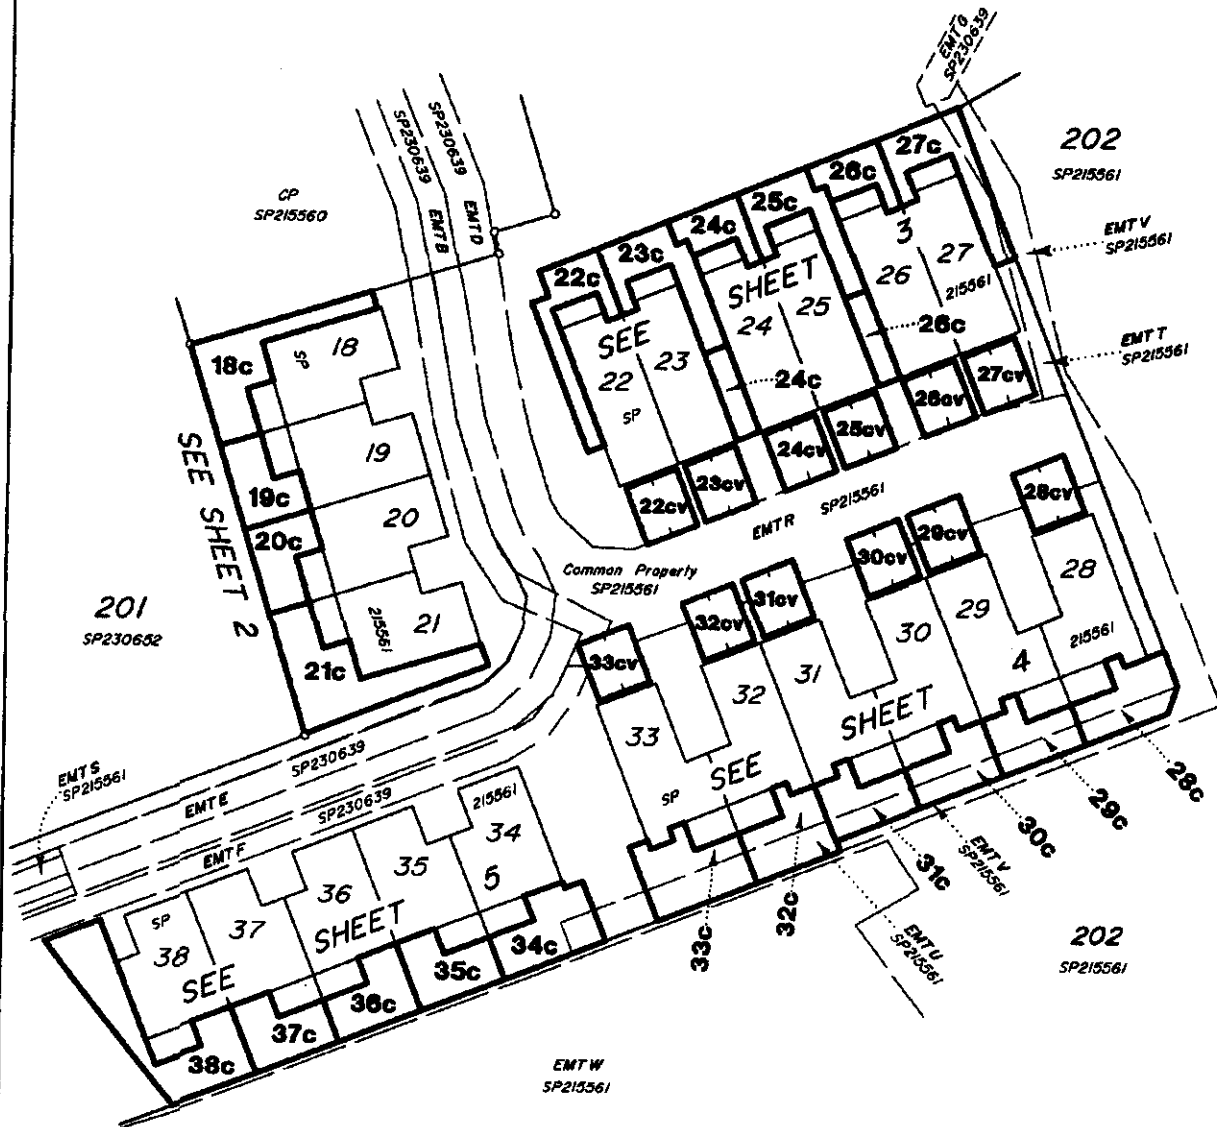 EMT G
SP230639
202
SP215561
EMT V
SP215561
EMT T
SP215561
SP230639
SP230639
EMT B
EMT D
CP
SP215560
27c
26c
25c
24c
23c
22c
SEE SHEET 3
22
23
24
25
26
27
SP
215561
26c
24c
18c
SP
18
19
19c
20
20c
21
215561
21c
SEE SHEET 2
201
SP230652
27cv
26cv
25cv
24cv
23cv
22cv
EMT R
SP215561
Common Property
SP215561
28cv
29cv
30cv
31cv
32cv
33cv
28
29
30
31
32
33
SP
215561
SEE SHEET 4
28c
29c
30c
31c
32c
33c
EMT V
SP215561
EMT U
SP215561
202
SP215561
EMT S
SP215561
EMT E
SP230639
EMT F
SP230639
215561
34
35
36
37
38
SP
SEE SHEET 5
34c
35c
36c
37c
38c
EMT W
SP215561